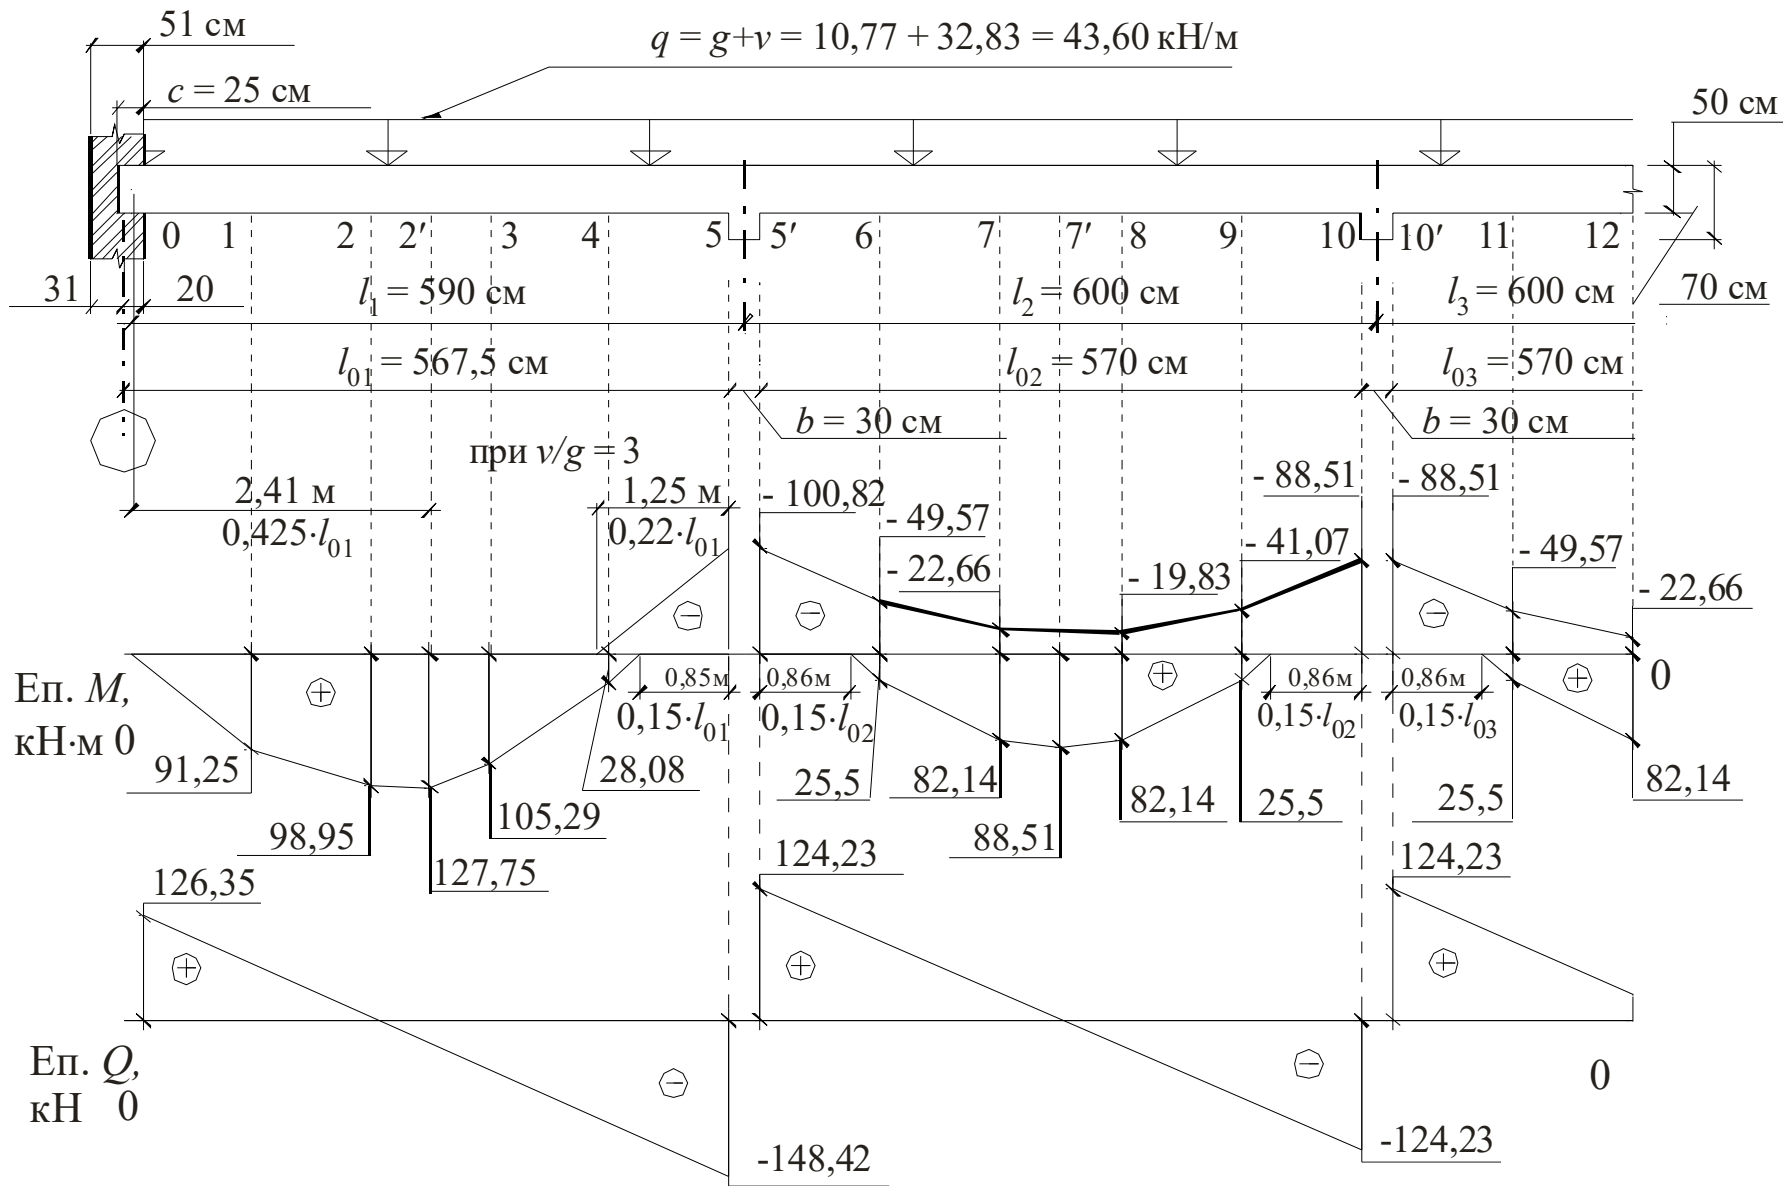 51 см
q = g+v = 10,77 + 32,83 = 43,60 кН/м
c = 25 см
50 см
0 1 2 2′ 3 4 5 5′ 6 7 7′ 8 9 10 10′ 11 12
31 20 l1 = 590 см l2 = 600 см l3 = 600 см 70 см
l01 = 567,5 см l02 = 570 см l03 = 570 см
b = 30 см b = 30 см
при v/g = 3
2,41 м 1,25 м - 100,82 - 88,51 - 88,51
0,425·l01 0,22·l01 - 49,57 - 41,07 - 49,57
- 22,66 - 19,83 - 22,66
Еп. M, 0,85м 0,86м 0,86м 0,86м 0
кН·м 0 0,15·l01 0,15·l02 0,15·l02 0,15·l03
91,25 28,08 25,5 82,14 82,14 25,5 25,5 82,14
98,95 105,29 88,51
127,75
126,35 124,23 124,23
Еп. Q, 0
кН 0
-148,42 -124,23